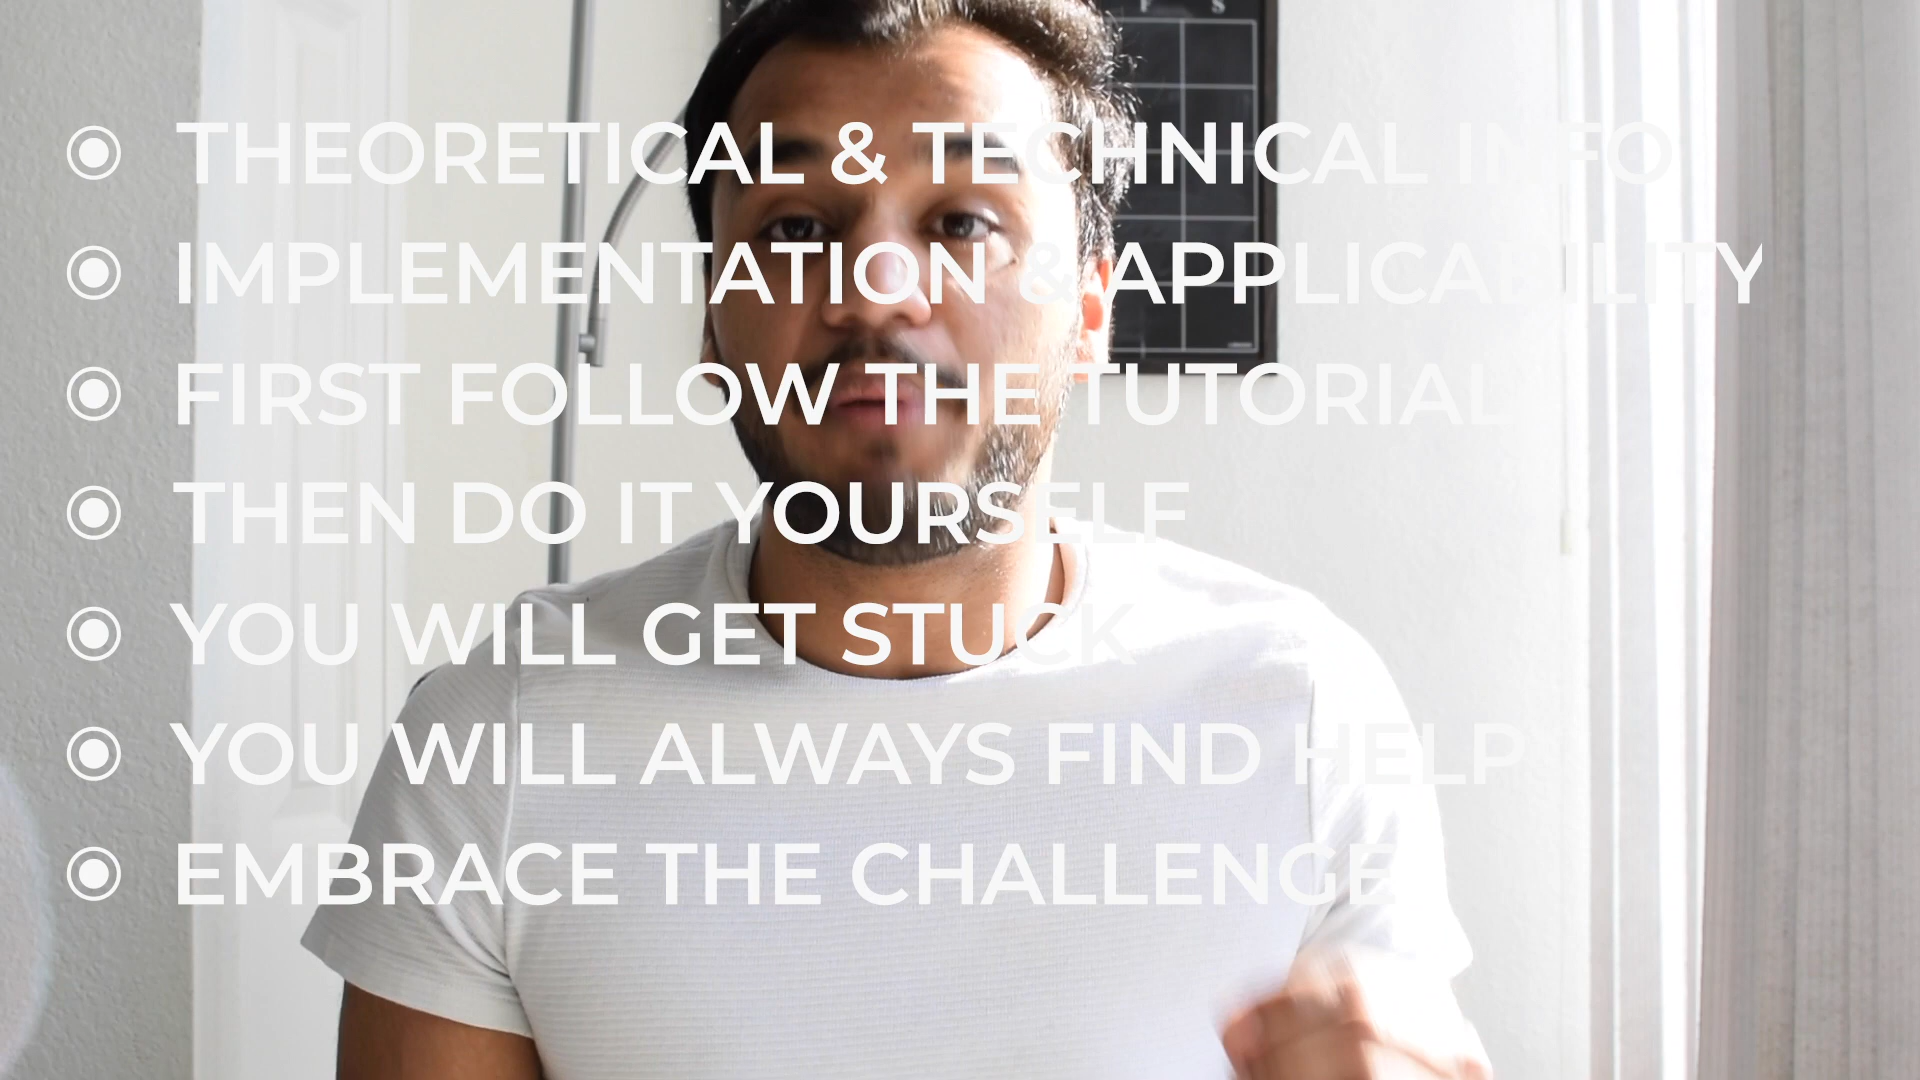 F S
THEORETICAL & TECHNICAL INFO
IMPLEMENTATION & APPLICABILITY
FIRST FOLLOW THE TUTORIAL
THEN DO IT YOURSELF
YOU WILL GET STUCK
YOU WILL ALWAYS FIND HELP
EMBRACE THE CHALLENGE